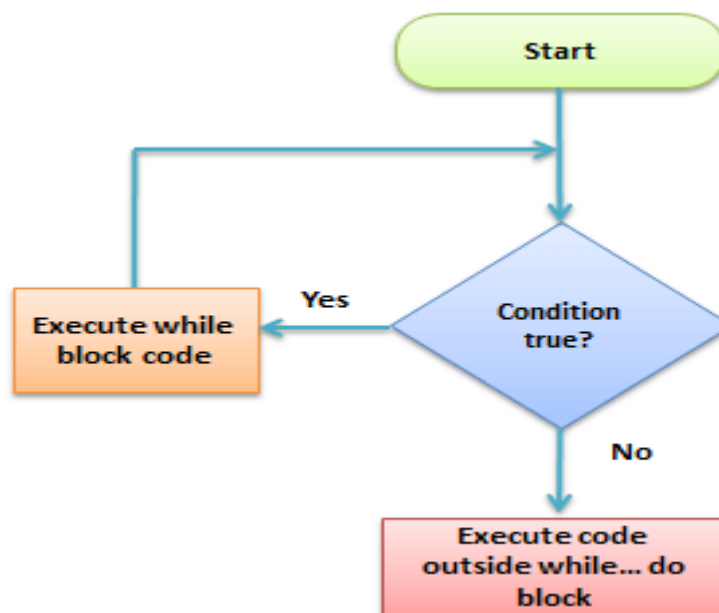 Start
Condition
true?
Yes
Execute while
block code
No
Execute code
outside while... do
block